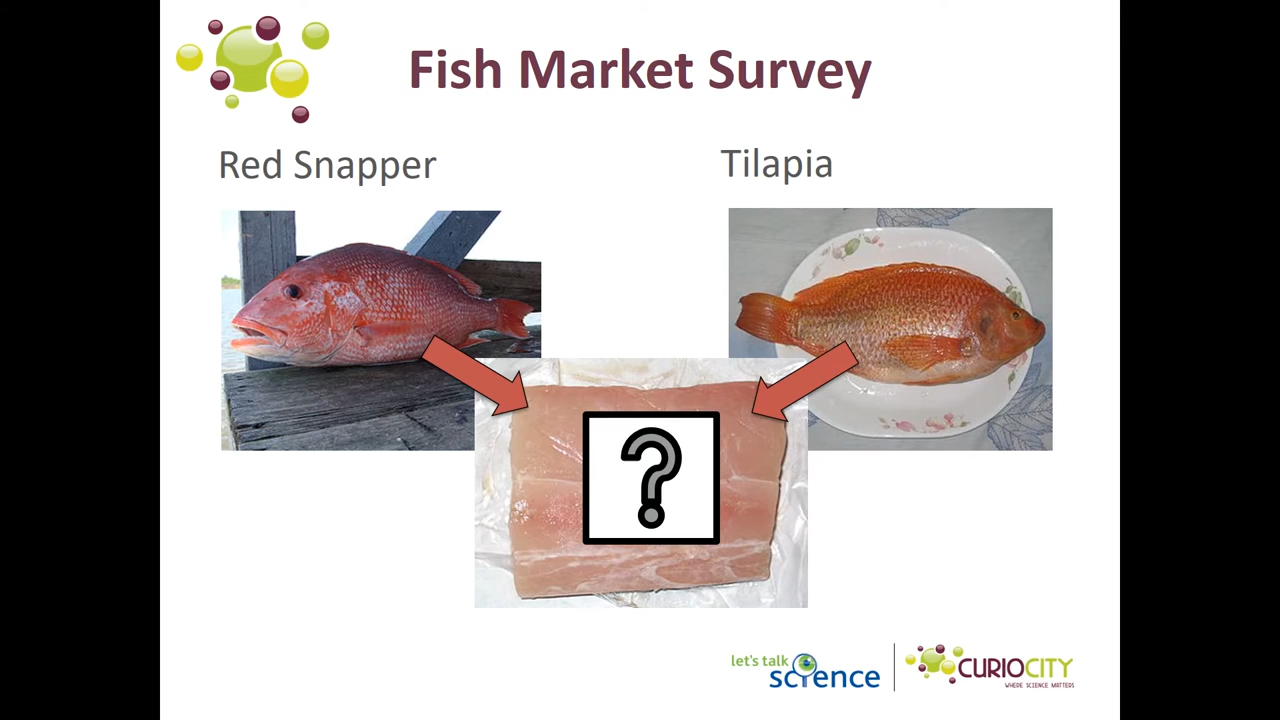 Fish Market Survey
Red Snapper
Tilapia
?
let's talk
science
CURIOCITY
WHERE SCIENCE MATTERS